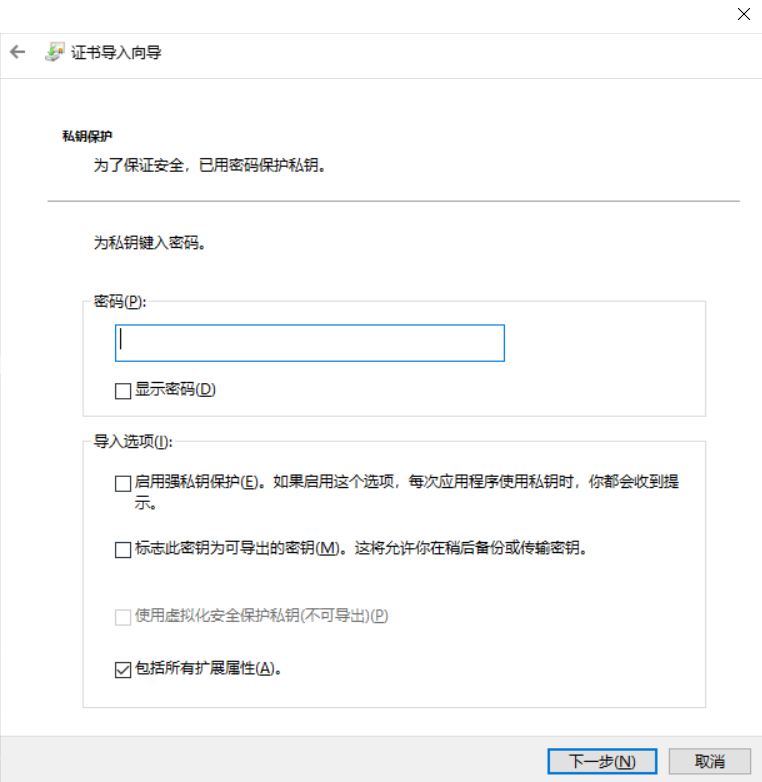 证书导入向导
私钥保护
为了保证安全，已用密码保护私钥。
为私钥键入密码。
密码(P):
显示密码(D)
导入选项(I):
启用强私钥保护(E)。如果启用这个选项，每次应用程序使用私钥时，你都会收到提
示。
标志此密钥为可导出的密钥(M)。这将允许你在稍后备份或传输密钥。
使用虚拟化安全保护私钥(不可导出)(P)
包括所有扩展属性(A)。
下一步(N)
取消